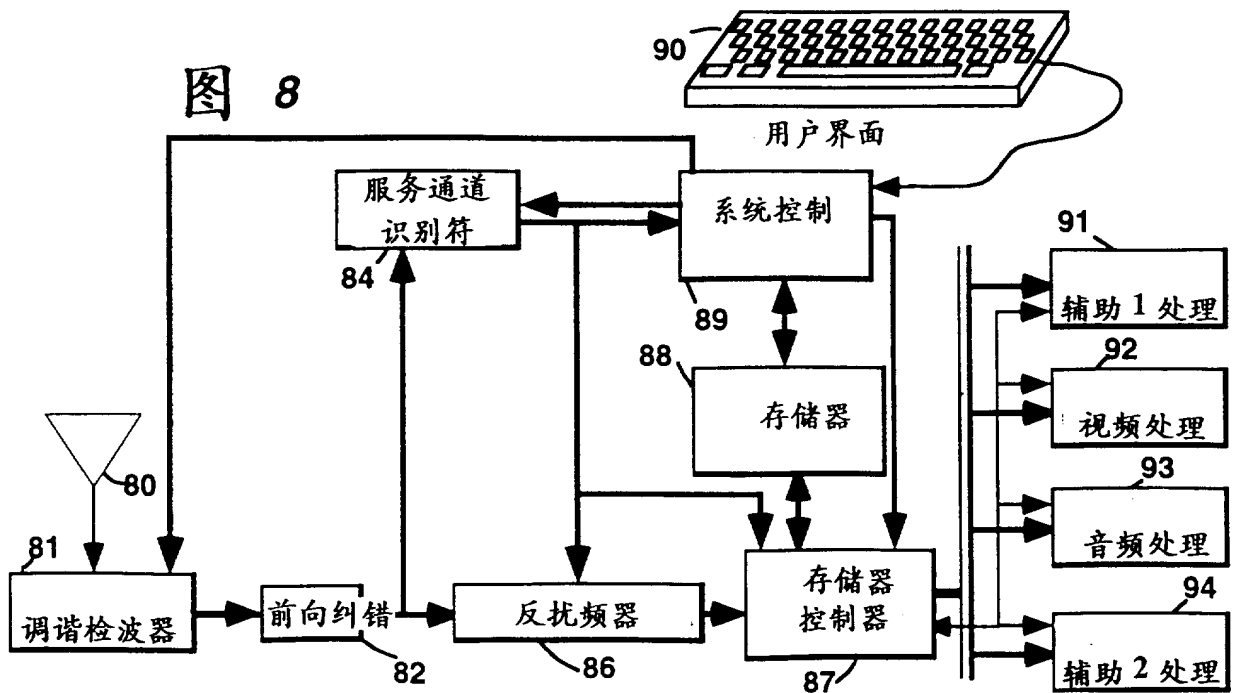 图 8
90
用户界面
服务通道
识别符
84
系统控制
89
91
辅助1处理
88
存储器
92
视频处理
80
93
音频处理
81
调谐检波器
前向纠错
82
反扰频器
86
存储器
控制器
87
94
辅助2处理